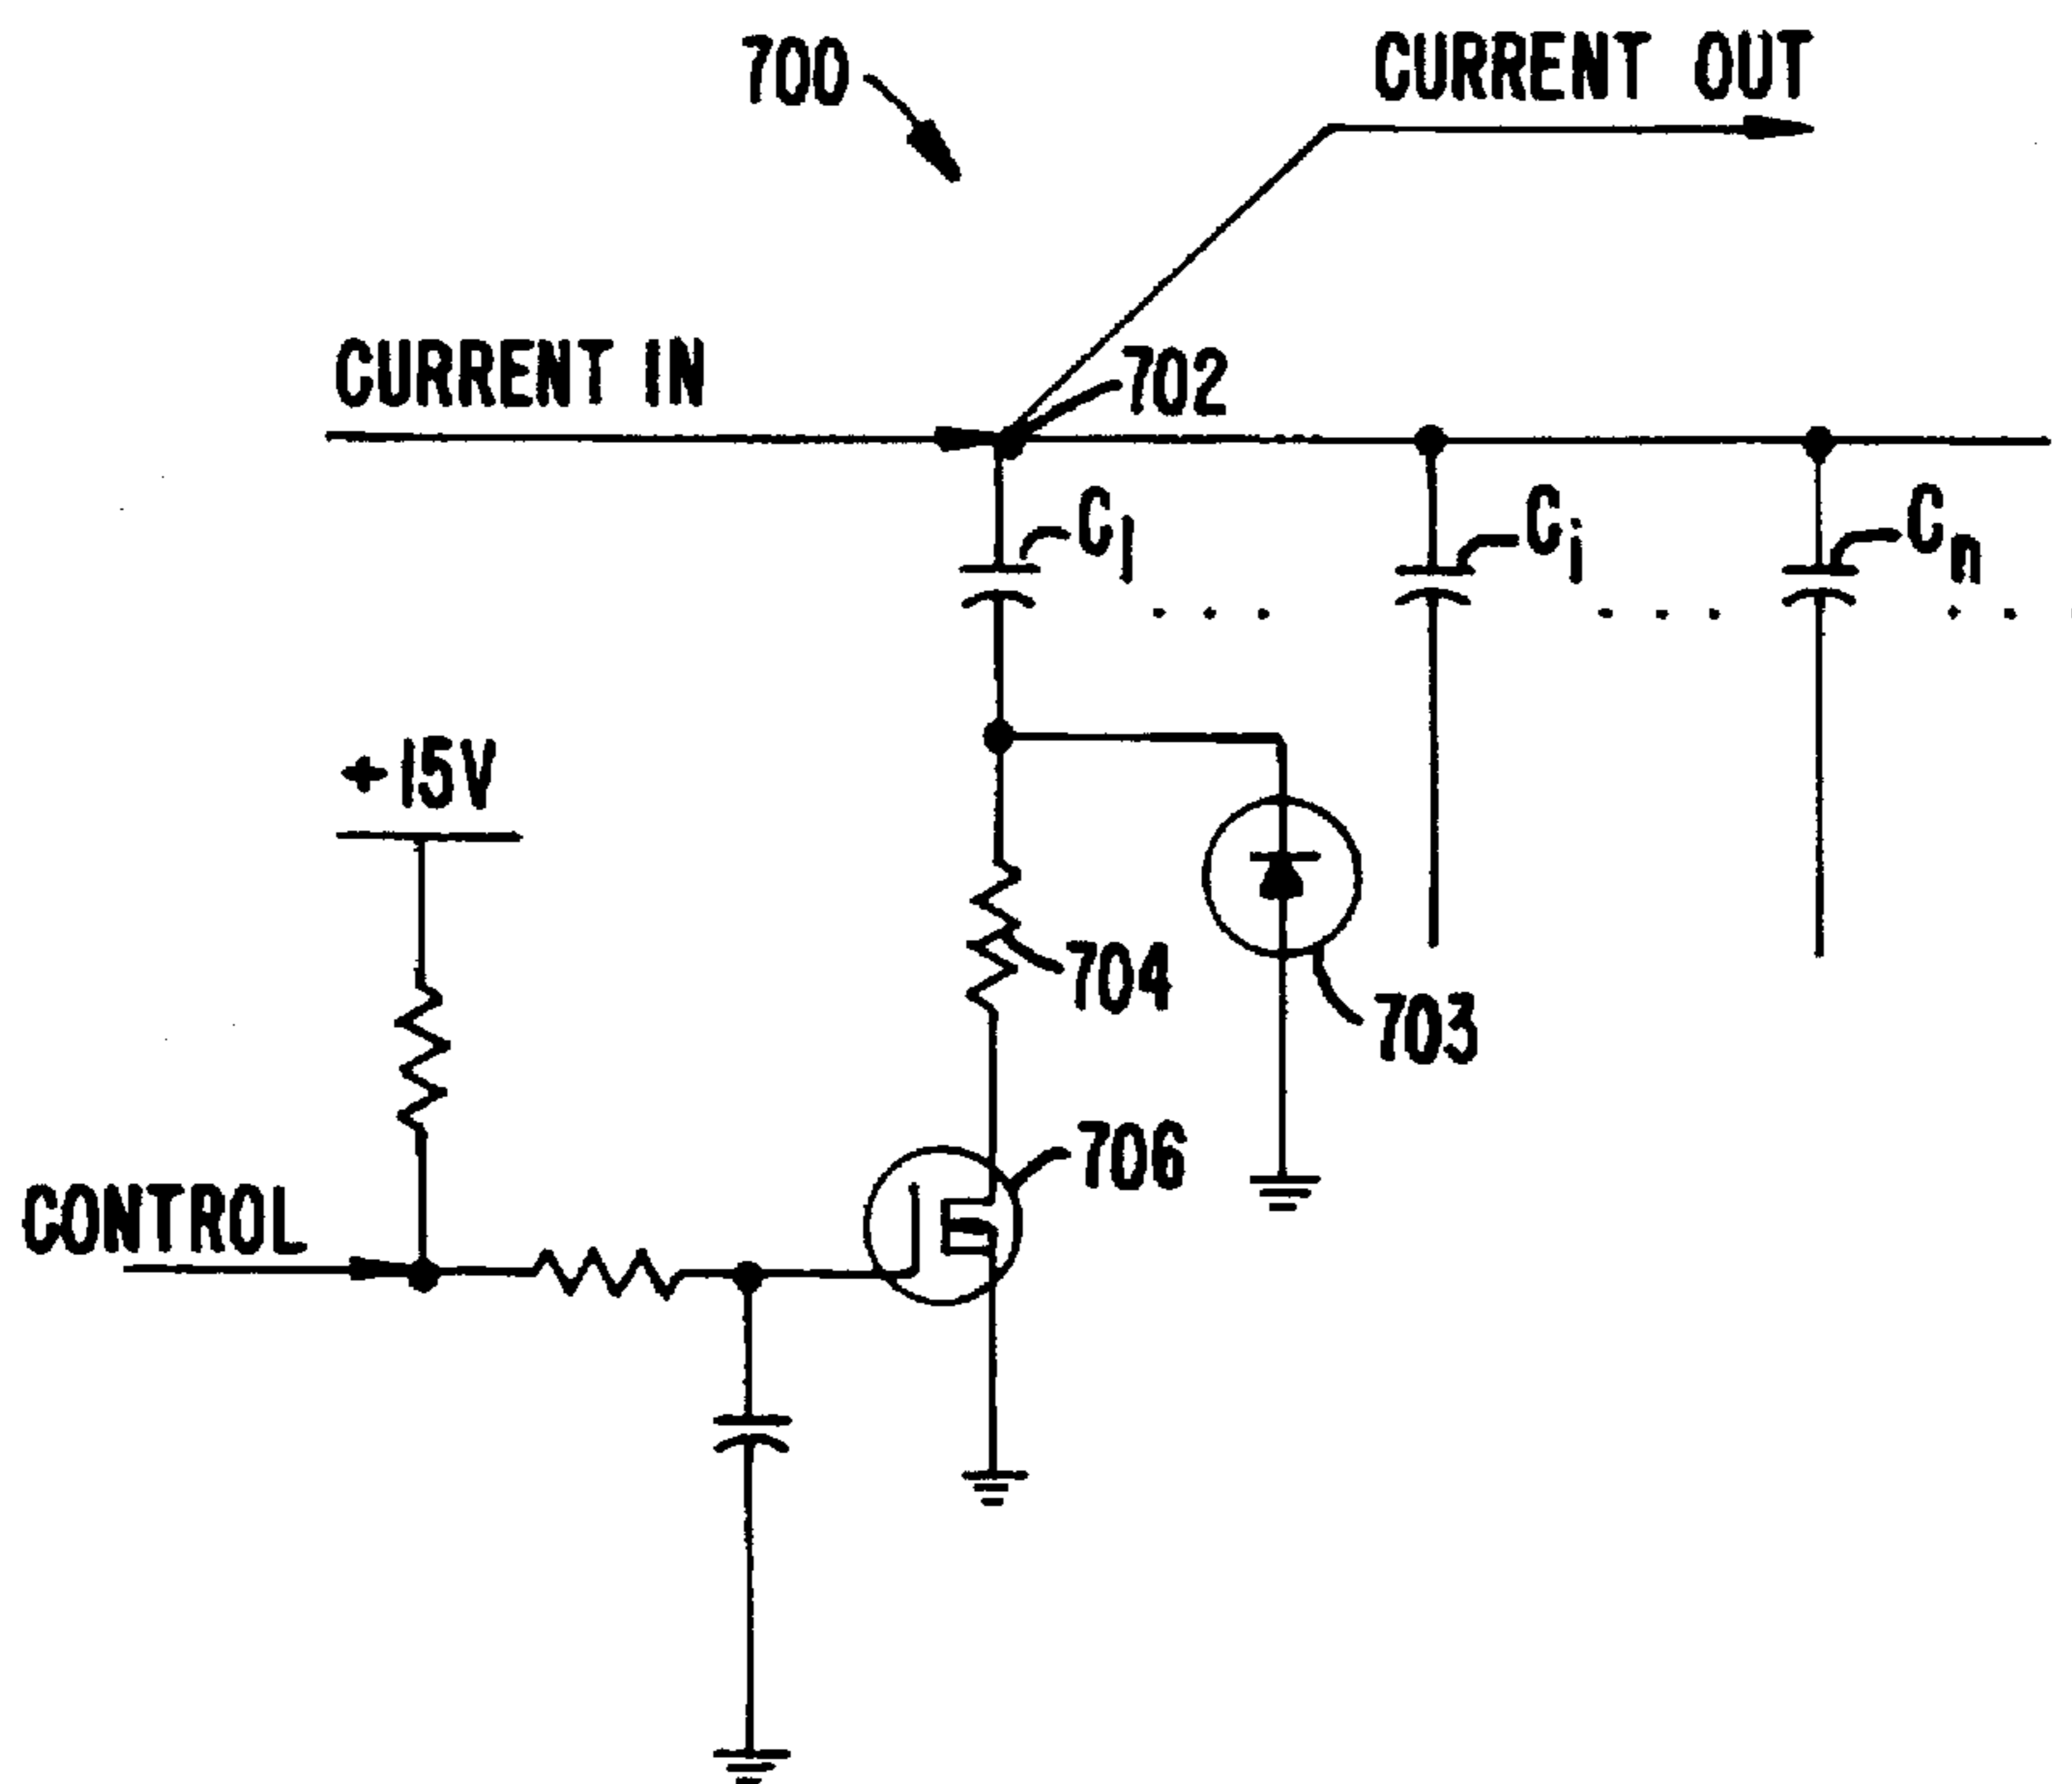 700
CURRENT OUT
CURRENT IN
702
C1
Ci
Cn
+15V
704
703
706
CONTROL